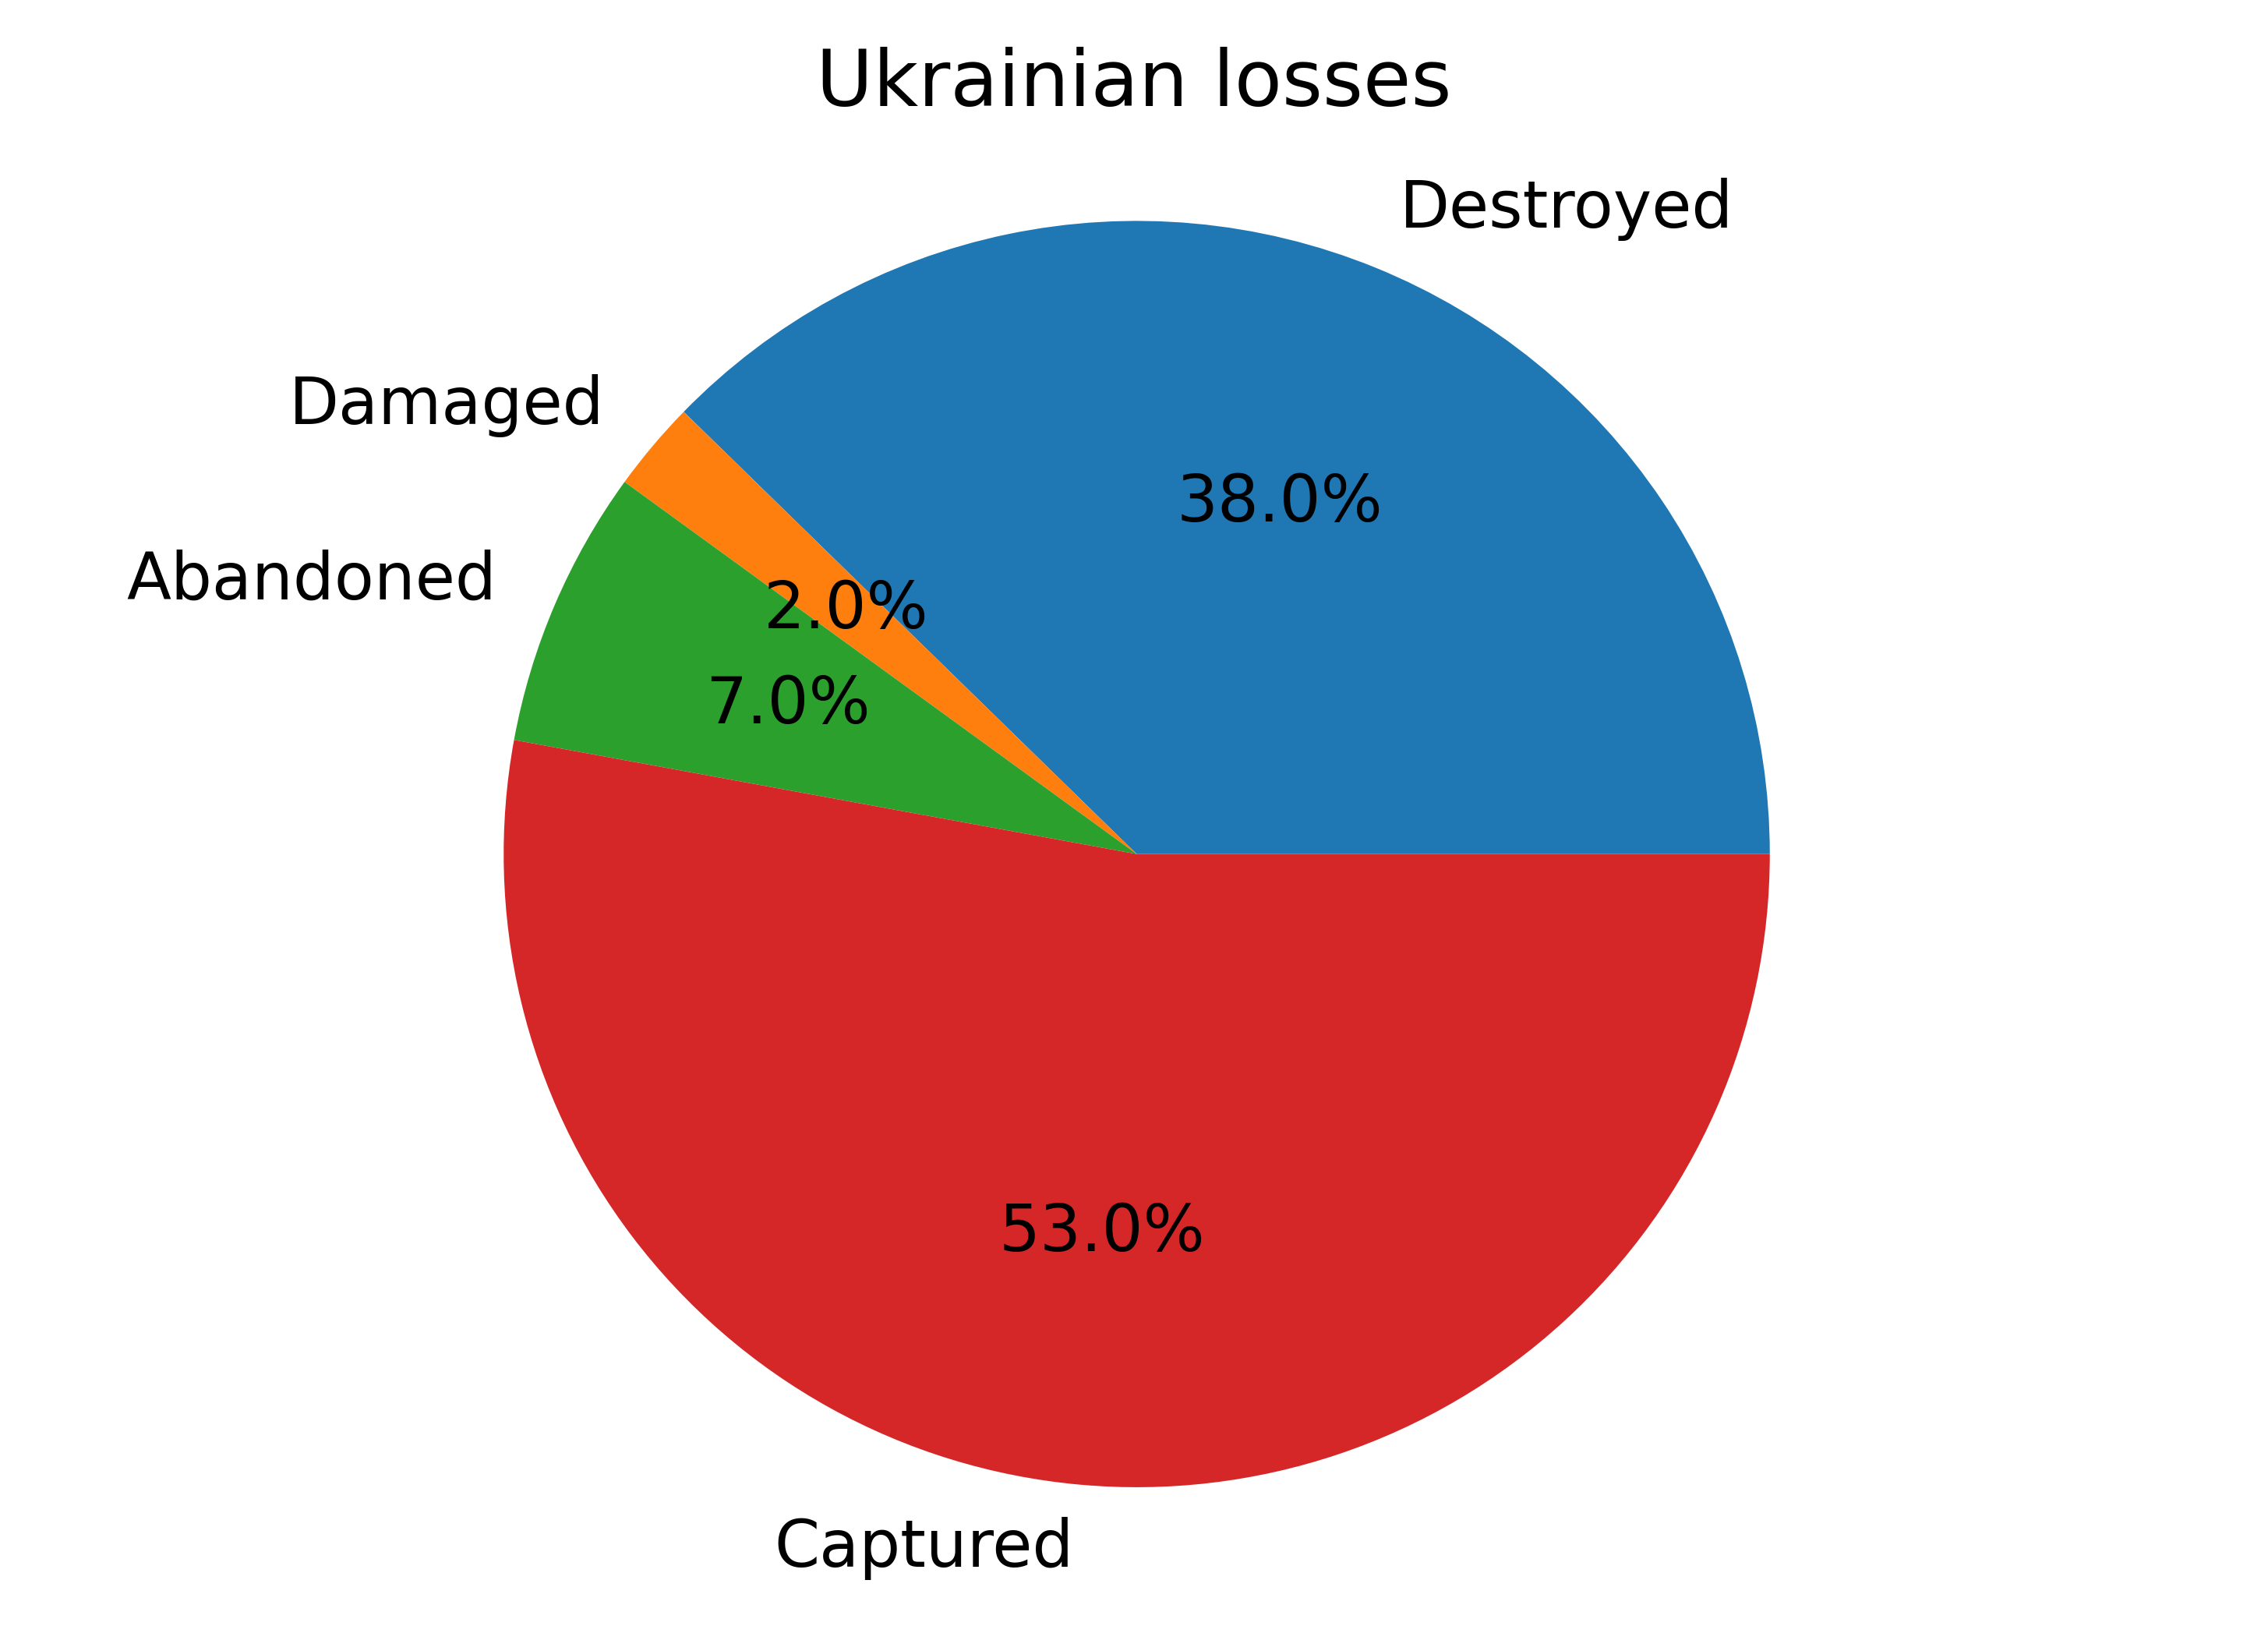 Ukrainian losses
Destroyed
Damaged
38.0%
Abandoned
2.0%
7.0%
53.0%
Captured